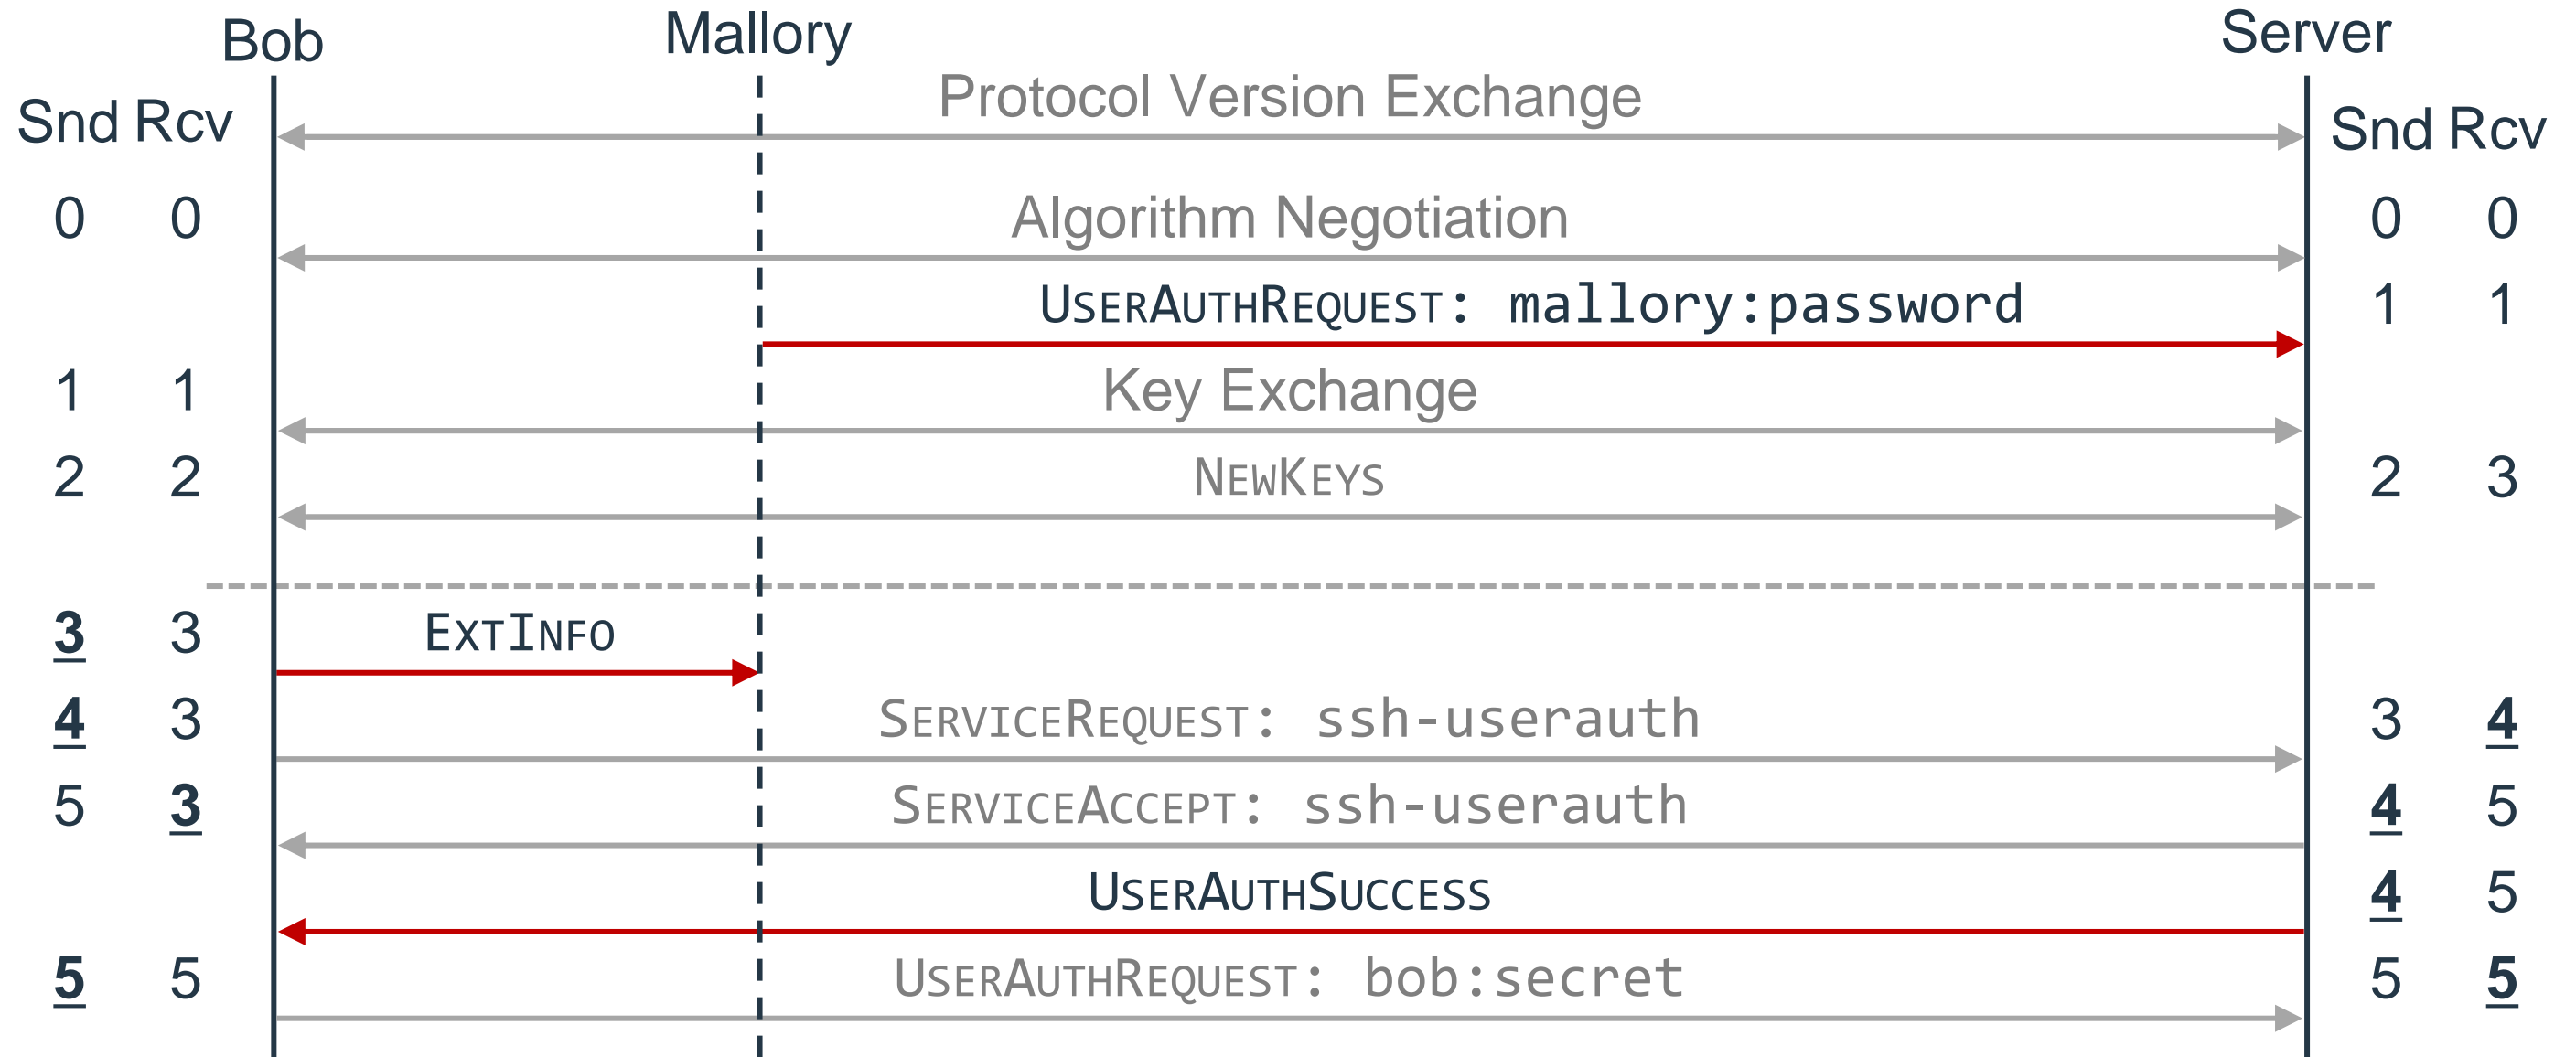 Bob Mallory Server
Snd Rcv Protocol Version Exchange Snd Rcv
0 0 Algorithm Negotiation 0 0
USERAUTHREQUEST: mallory:password 1 1
1 1 Key Exchange
2 2 NEWKEYS 2 3
3 3 EXTINFO
4 3 SERVICEREQUEST: ssh-userauth 3 4
5 3 SERVICEACCEPT: ssh-userauth 4 5
USERAUTHSUCCESS 4 5
5 5 USERAUTHREQUEST: bob:secret 5 5